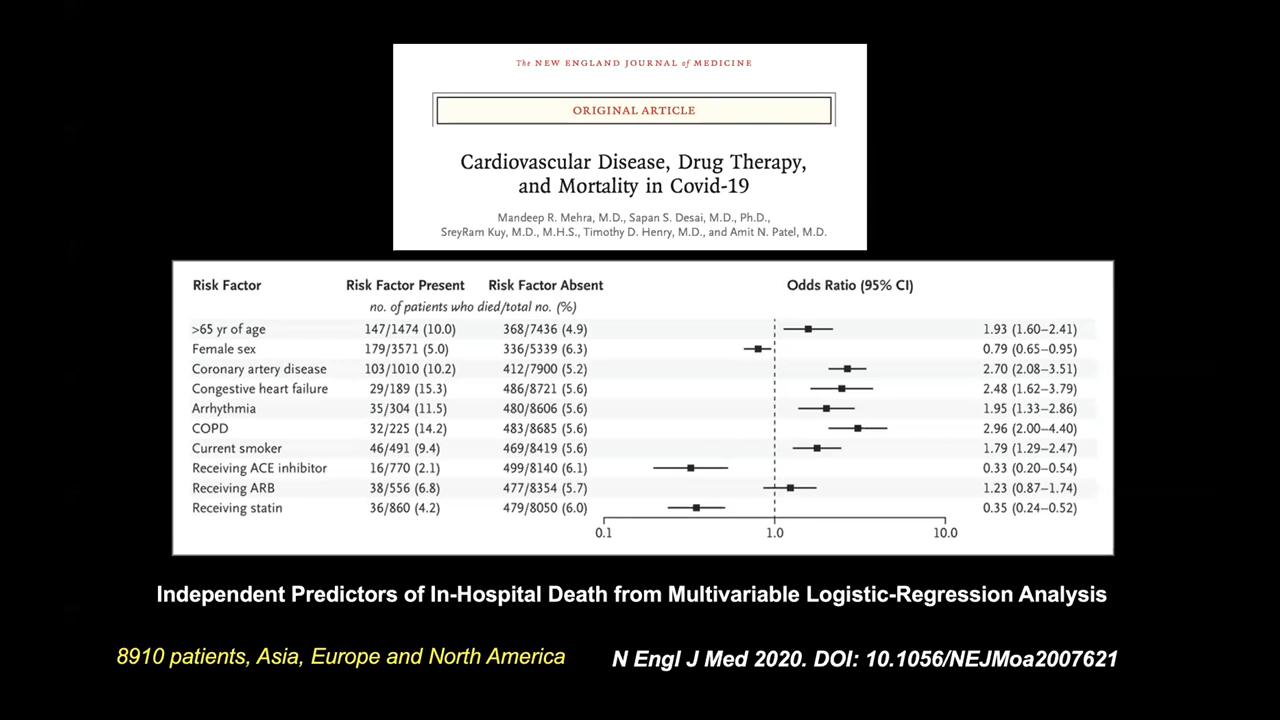 The NEW ENGLAND JOURNAL of MEDICINE
ORIGINAL ARTICLE
Cardiovascular Disease, Drug Therapy,
and Mortality in Covid-19
Mandeep R. Mehra, M.D., Sapan S. Desai, M.D., Ph.D.,
SreyRam Kuy, M.D., M.H.S., Timothy D. Henry, M.D., and Amit N. Patel, M.D.
Risk Factor Risk Factor Present Risk Factor Absent Odds Ratio (95% CI)
no. of patients who died/total no. (%)
>65 yr of age 147/1474 (10.0) 368/7436 (4.9) 1.93 (1.60–2.41)
Female sex 179/3571 (5.0) 336/5339 (6.3) 0.79 (0.65–0.95)
Coronary artery disease 103/1010 (10.2) 412/7900 (5.2) 2.70 (2.08–3.51)
Congestive heart failure 29/189 (15.3) 486/8721 (5.6) 2.48 (1.62–3.79)
Arrhythmia 35/304 (11.5) 480/8606 (5.6) 1.95 (1.33–2.86)
COPD 32/225 (14.2) 483/8685 (5.6) 2.96 (2.00–4.40)
Current smoker 46/491 (9.4) 469/8419 (5.6) 1.79 (1.29–2.47)
Receiving ACE inhibitor 16/770 (2.1) 499/8140 (6.1) 0.33 (0.20–0.54)
Receiving ARB 38/556 (6.8) 477/8354 (5.7) 1.23 (0.87–1.74)
Receiving statin 36/860 (4.2) 479/8050 (6.0) 0.35 (0.24–0.52)
0.1 1.0 10.0
Independent Predictors of In-Hospital Death from Multivariable Logistic-Regression Analysis
8910 patients, Asia, Europe and North America N Engl J Med 2020. DOI: 10.1056/NEJMoa2007621